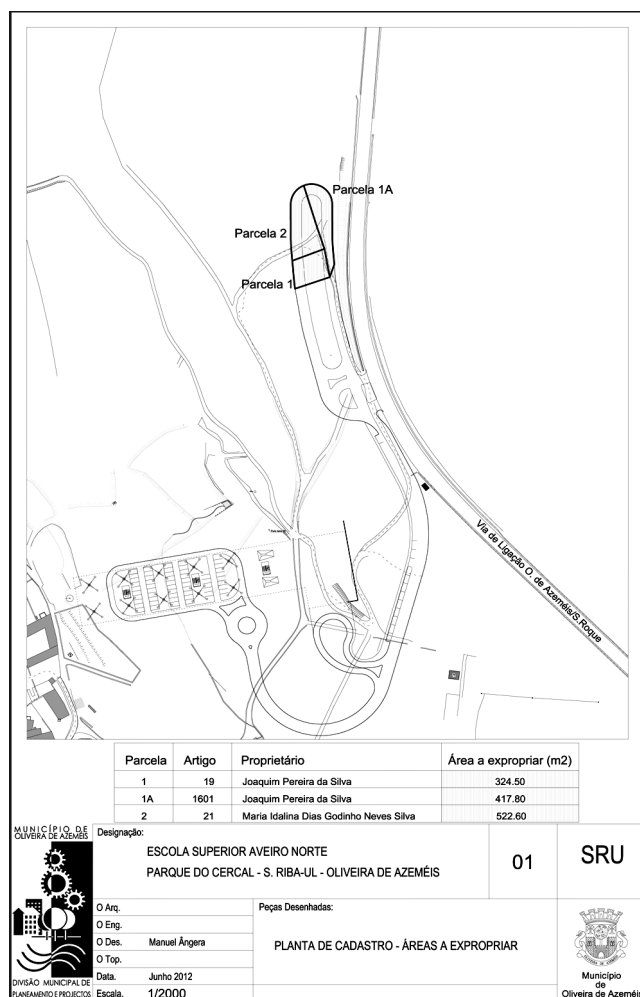 Parcela 1A
Parcela 2
Parcela 1
Via de Ligação O. de Azeméis/S.Roque
Parcela Artigo Proprietário Área a expropriar (m2)
1 19 Joaquim Pereira da Silva 324.50
1A 1601 Joaquim Pereira da Silva 417.80
2 21 Maria Idalina Dias Godinho Neves Silva 522.60
MUNICÍPIO DE
OLIVEIRA DE AZEMÉIS
DIVISÃO MUNICIPAL DE
PLANEAMENTO E PROJECTOS
Designação:
ESCOLA SUPERIOR AVEIRO NORTE
PARQUE DO CERCAL - S. RIBA-UL - OLIVEIRA DE AZEMÉIS
01
SRU
O Arq.
O Eng.
O Des. Manuel Ângera
O Top.
Data. Junho 2012
Escala. 1/2000
Peças Desenhadas:
PLANTA DE CADASTRO - ÁREAS A EXPROPRIAR
Município
de
Oliveira de Azeméis